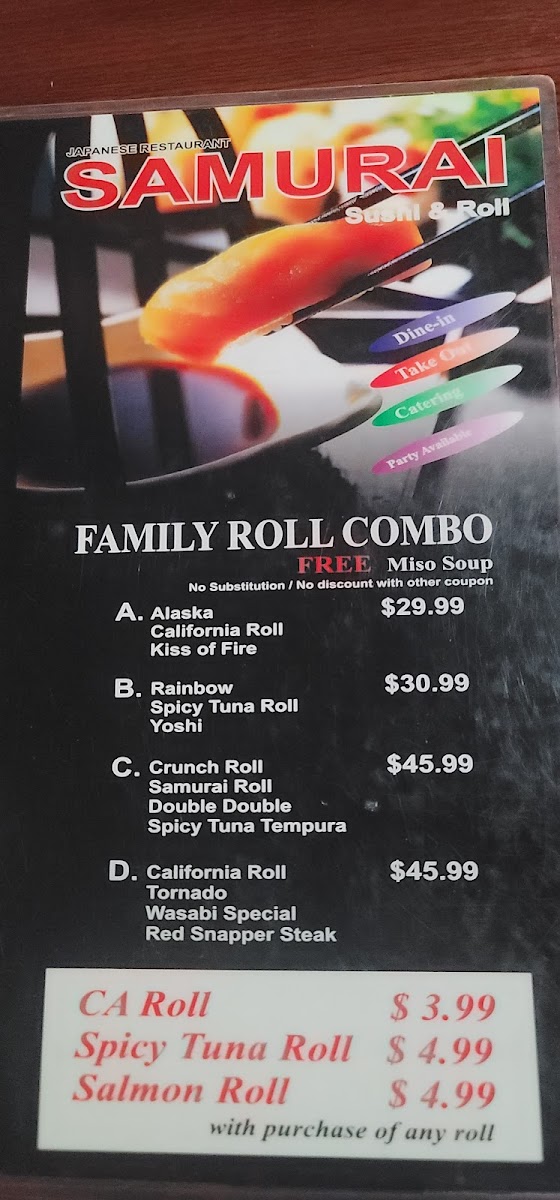 JAPANESE RESTAURANT
SAMURAI
Sushi & Roll
Dine-in
Take Out
Catering
Party Available
FAMILY ROLL COMBO
FREE Miso Soup
No Substitution / No discount with other coupon
A. Alaska $29.99
California Roll
Kiss of Fire
B. Rainbow $30.99
Spicy Tuna Roll
Yoshi
C. Crunch Roll $45.99
Samurai Roll
Double Double
Spicy Tuna Tempura
D. California Roll $45.99
Tornado
Wasabi Special
Red Snapper Steak
CA Roll $ 3.99
Spicy Tuna Roll $ 4.99
Salmon Roll $ 4.99
with purchase of any roll